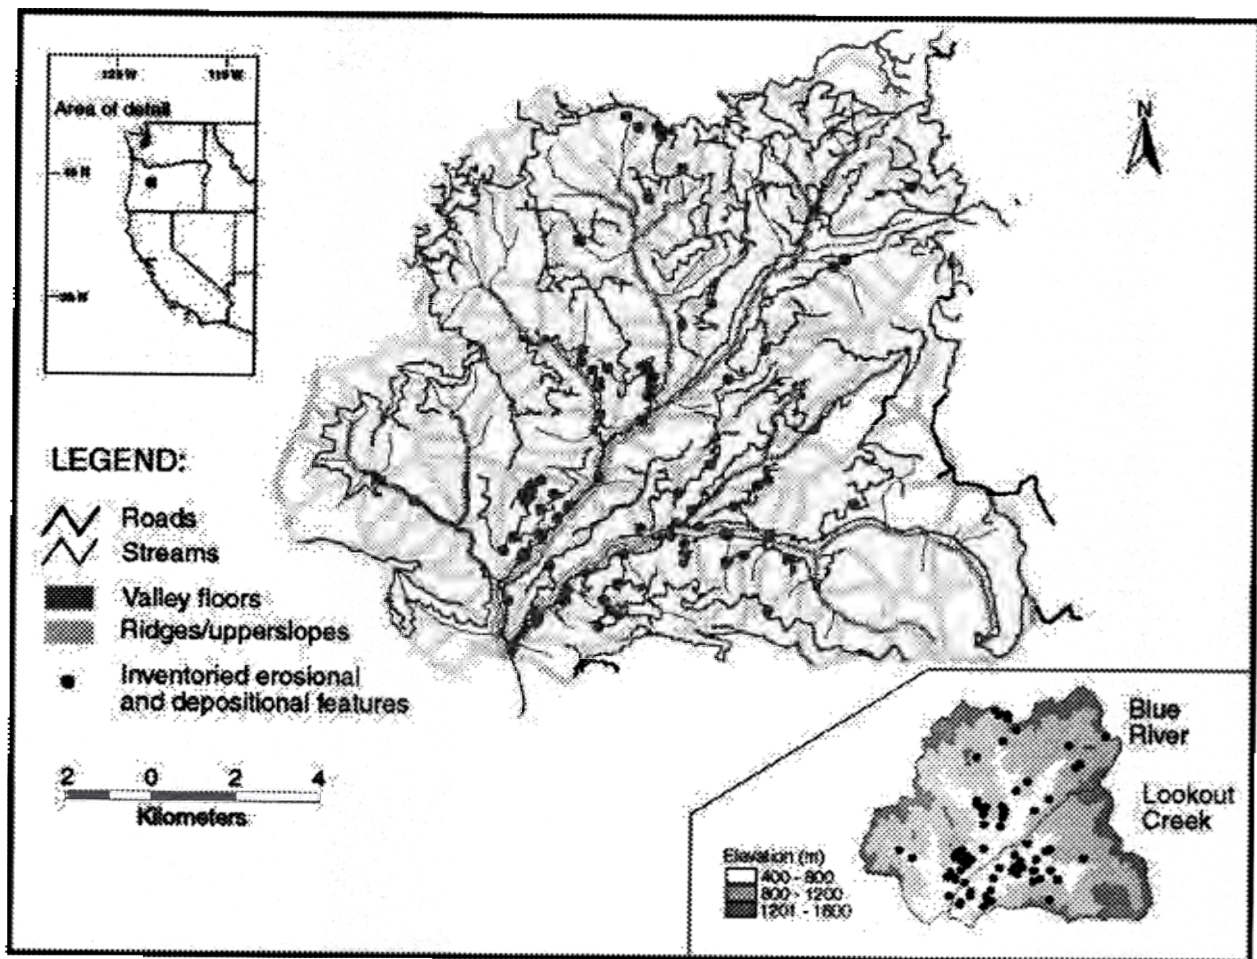 Area of detail
N
LEGEND:
Roads
Streams
Valley floors
Ridges/upperslopes
Inventoried erosional
and depositional features
2 0 2 4
Kilometers
Blue
River
Lookout
Creek
Elevation (m)
400 - 800
800 - 1200
1201 - 1600